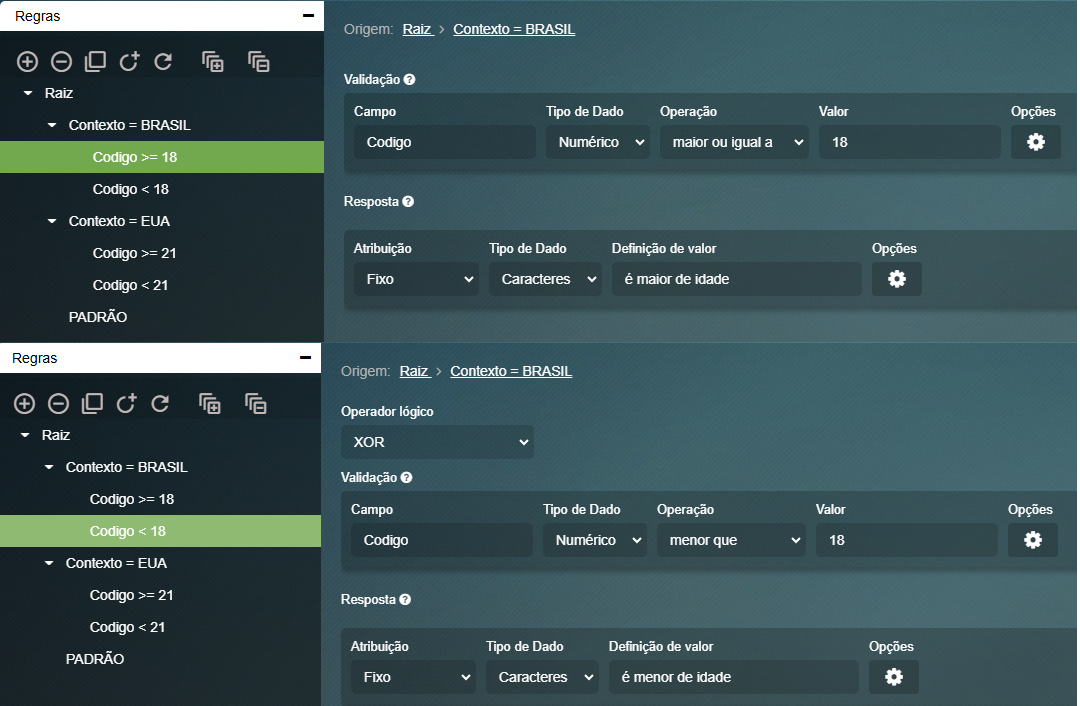 Regras
Raiz
Contexto = BRASIL
Codigo >= 18
Codigo < 18
Contexto = EUA
Codigo >= 21
Codigo < 21
PADRÃO
Origem: Raiz > Contexto = BRASIL
Validação ?
Campo Tipo de Dado Operação Valor Opções
Codigo Numérico maior ou igual a 18
Resposta ?
Atribuição Tipo de Dado Definição de valor Opções
Fixo Caracteres é maior de idade
Regras
Raiz
Contexto = BRASIL
Codigo >= 18
Codigo < 18
Contexto = EUA
Codigo >= 21
Codigo < 21
PADRÃO
Origem: Raiz > Contexto = BRASIL
Operador lógico
XOR
Validação ?
Campo Tipo de Dado Operação Valor Opções
Codigo Numérico menor que 18
Resposta ?
Atribuição Tipo de Dado Definição de valor Opções
Fixo Caracteres é menor de idade